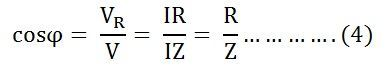 cosφ = V_R/V = IR/IZ = R/Z … … … … . (4)